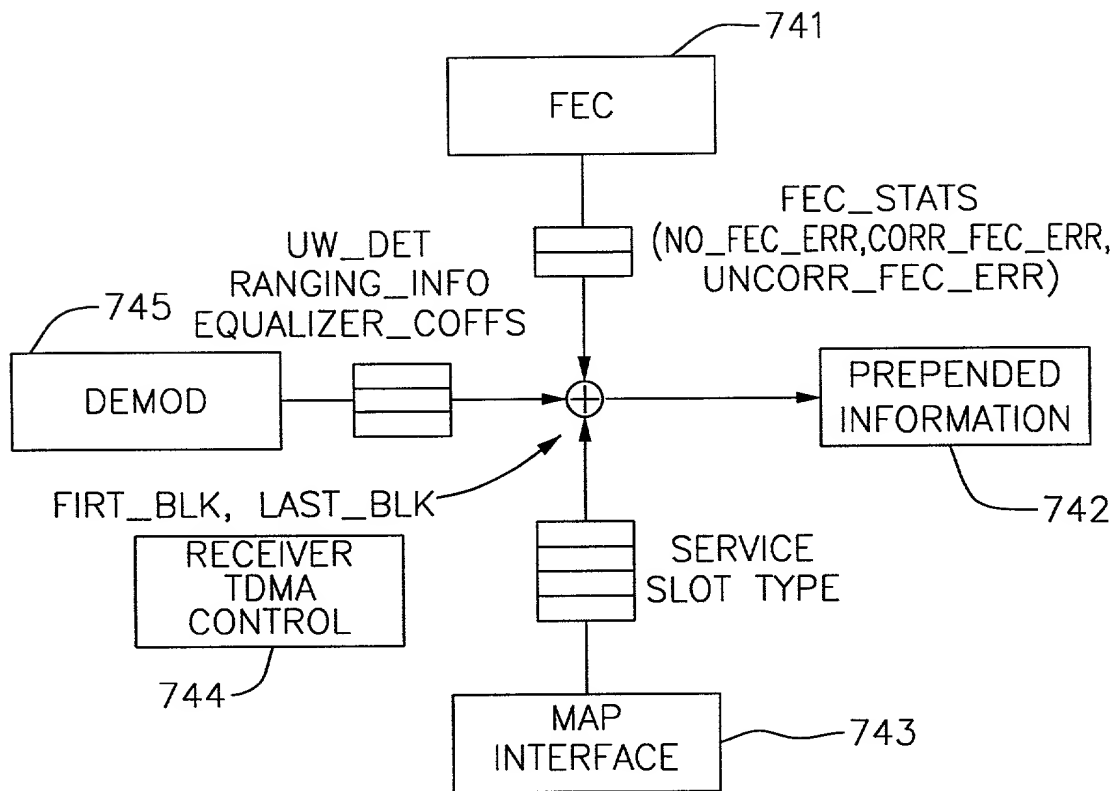 741
FEC
FEC_STATS
(NO_FEC_ERR,CORR_FEC_ERR,
UNCORR_FEC_ERR)
UW_DET
RANGING_INFO
EQUALIZER_COFFS
745
DEMOD
PREPENDED
INFORMATION
742
FIRT_BLK, LAST_BLK
RECEIVER
TDMA
CONTROL
744
SERVICE
SLOT TYPE
MAP
INTERFACE
743